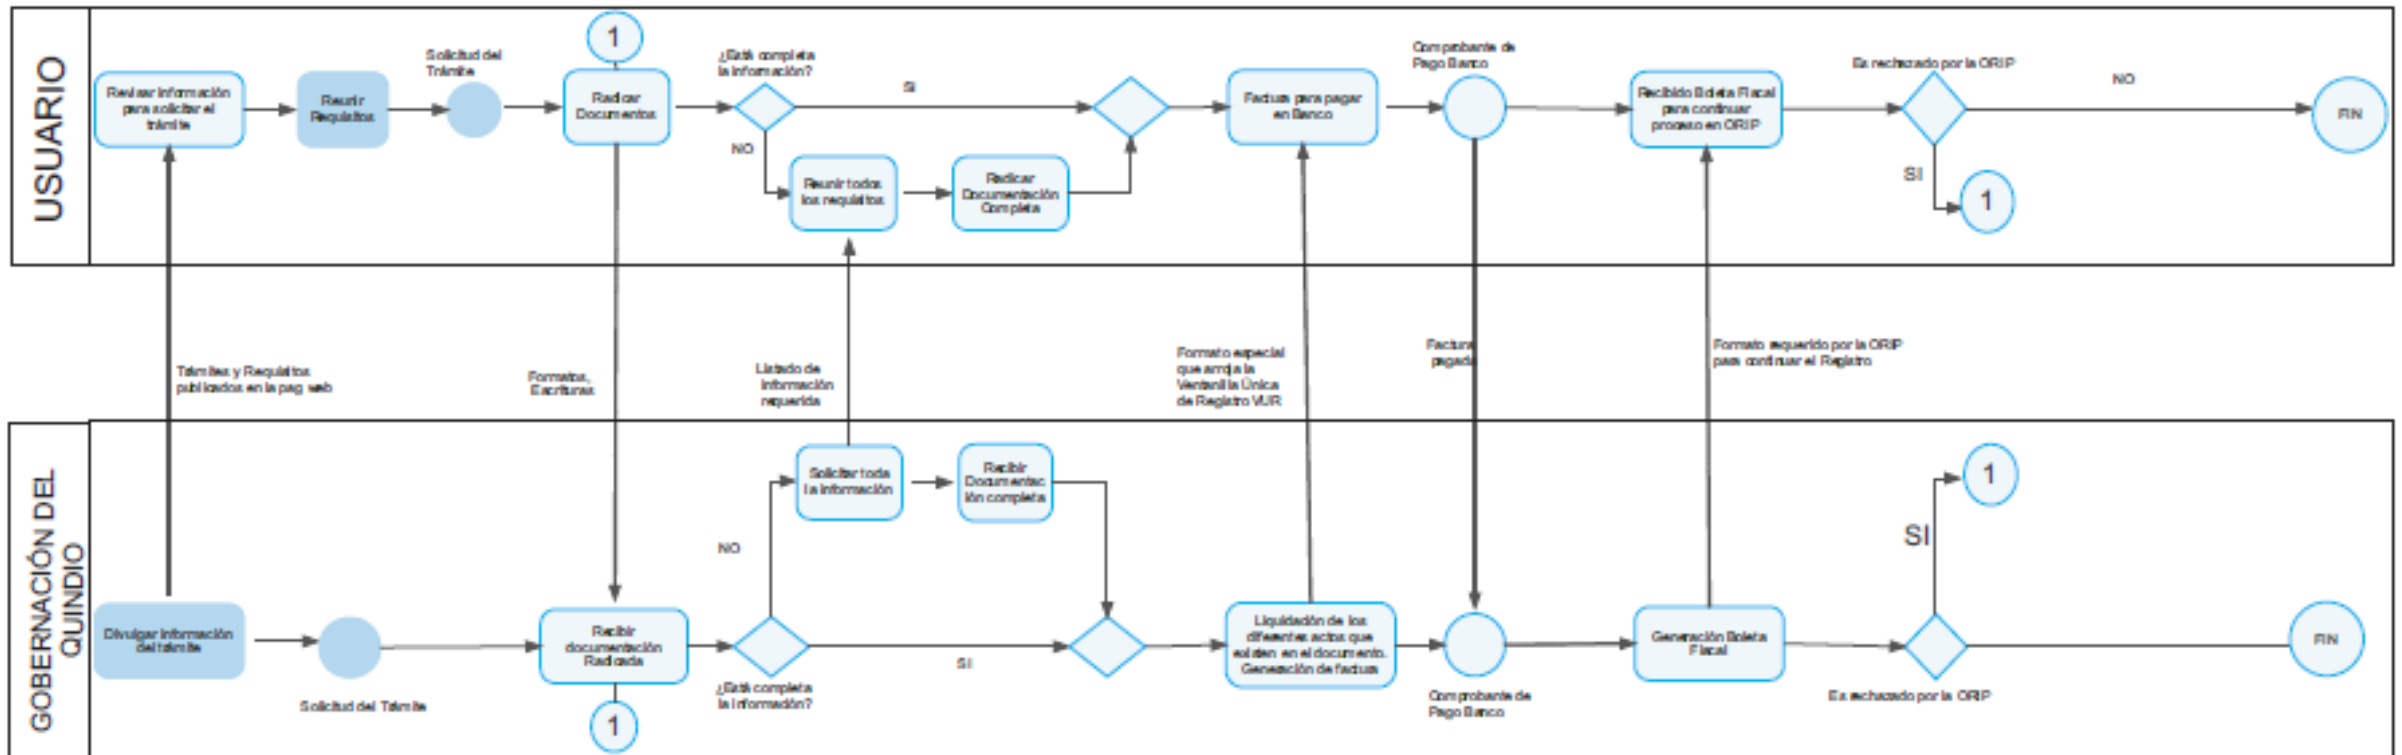 USUARIO
Revisar información
para solicitar el
trámite
Reunir
Requisitos
Solicitud del
Trámite
1
Radicar
Documentos
¿Está completa
la información?
SI
NO
Reunir todos
los requisitos
Radicar
Documentación
Completa
Factura para pagar
en Banco
Comprobante de
Pago Banco
Recibido Boleta Fiscal
para continuar
proceso en ORIP
Es rechazado por la ORIP
NO
SI
1
FIN
Trámites y Requisitos
publicados en la pag web
Formatos,
Escrituras
Listado de
información
requerida
Formato especial
que arroja la
Ventanilla Única
de Registro VUR
Factura
pagada
Formato requerido por la ORIP
para continuar el Registro
GOBERNACIÓN DEL
QUINDIO
Divulgar información
del trámite
Solicitud del Trámite
Recibir
documentación
Radicada
1
NO
¿Está completa
la información?
SI
Solicitar toda
la información
Recibir
Documentac
ión completa
Liquidación de los
diferentes actos que
existen en el documento.
Generación de factura
Comprobante de
Pago Banco
Generación Boleta
Fiscal
Es rechazado por la ORIP
SI
1
FIN